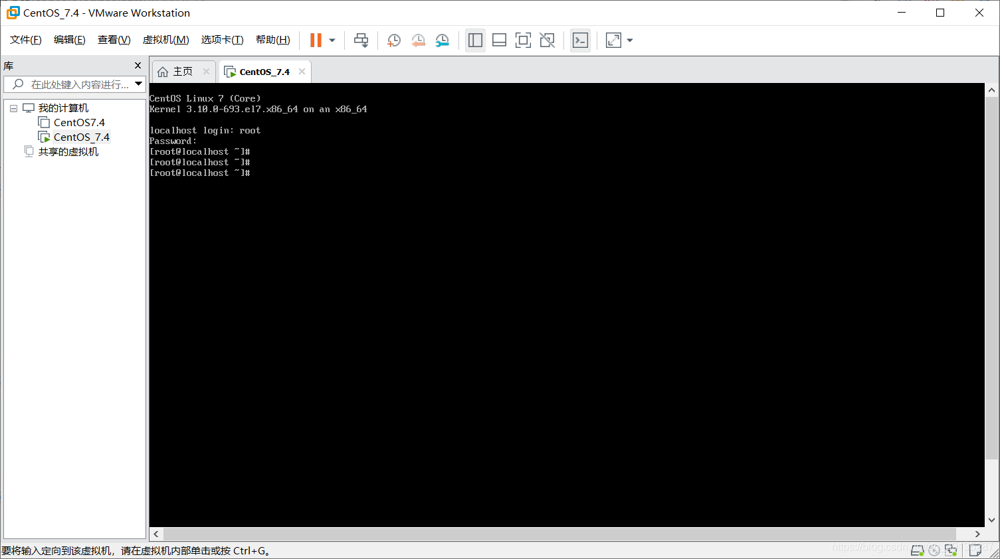 CentOS_7.4 - VMware Workstation
文件(F) 编辑(E) 查看(V) 虚拟机(M) 选项卡(T) 帮助(H)
库
主页
CentOS_7.4
在此处键入内容进行...
我的计算机
CentOS7.4
CentOS_7.4
共享的虚拟机
CentOS Linux 7 (Core)
Kernel 3.10.0-693.el7.x86_64 on an x86_64
localhost login: root
Password:
[root@localhost ~]#
[root@localhost ~]#
[root@localhost ~]#
要将输入定向到该虚拟机，请在虚拟机内部单击或按 Ctrl+G。